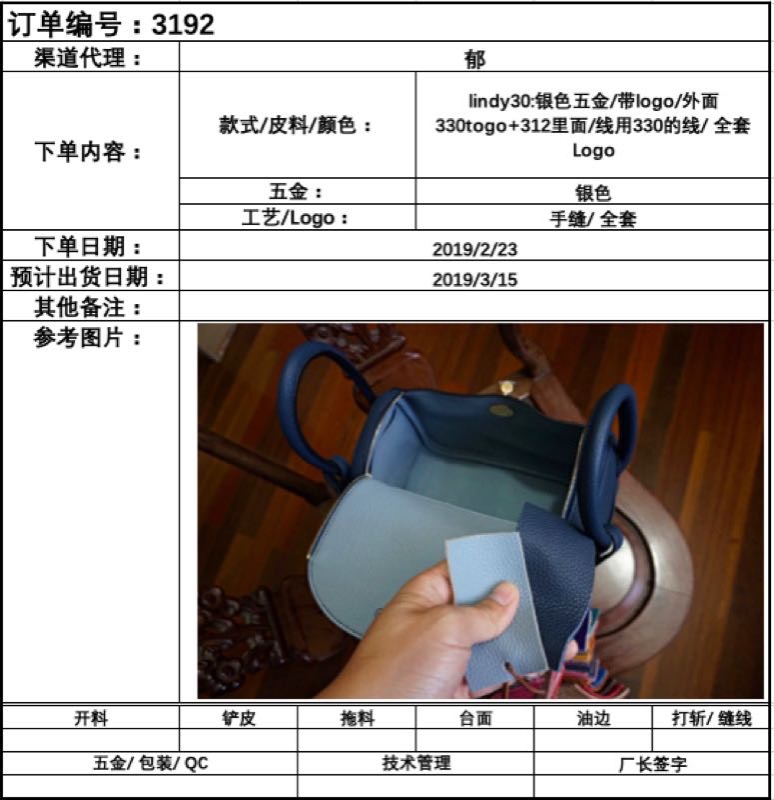 订单编号：3192
渠道代理：
郁
下单内容：
款式/皮料/颜色：
lindy30:银色五金/带logo/外面
330togo+312里面/线用330的线/ 全套
Logo
五金：
银色
工艺/Logo：
手缝/ 全套
下单日期：
2019/2/23
预计出货日期：
2019/3/15
其他备注：
参考图片：
开料 铲皮 拖料 台面 油边 打斩/ 缝线
五金/ 包装/ QC 技术管理 厂长签字